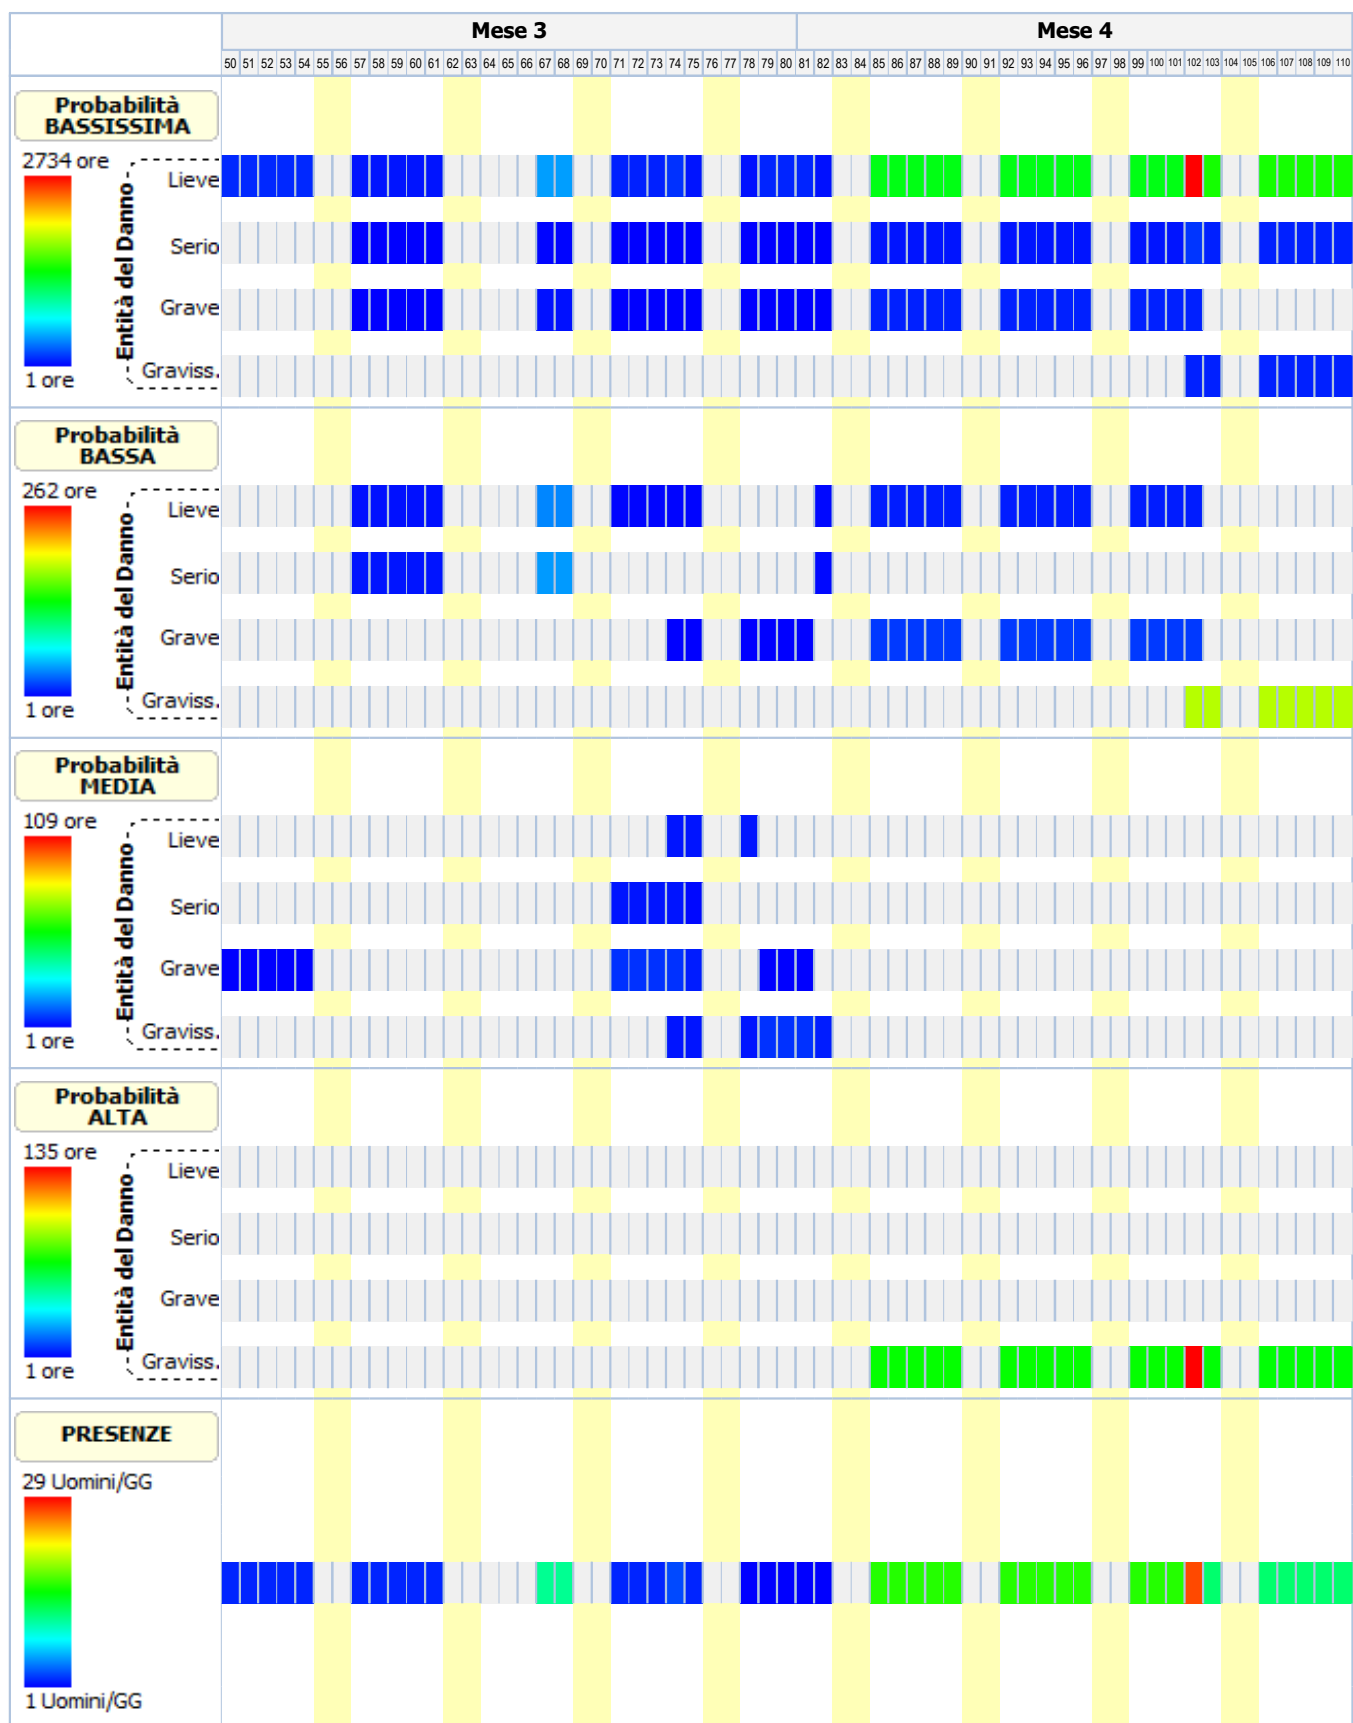 Mese 3 Mese 4
50 51 52 53 54 55 56 57 58 59 60 61 62 63 64 65 66 67 68 69 70 71 72 73 74 75 76 77 78 79 80 81 82 83 84 85 86 87 88 89 90 91 92 93 94 95 96 97 98 99 100 101 102 103 104 105 106 107 108 109 110
Probabilità
BASSISSIMA
2734 ore
Entità del Danno
Lieve
Serio
Grave
Graviss.
1 ore
Probabilità
BASSA
262 ore
Entità del Danno
Lieve
Serio
Grave
Graviss.
1 ore
Probabilità
MEDIA
109 ore
Entità del Danno
Lieve
Serio
Grave
Graviss.
1 ore
Probabilità
ALTA
135 ore
Entità del Danno
Lieve
Serio
Grave
Graviss.
1 ore
PRESENZE
29 Uomini/GG
1 Uomini/GG